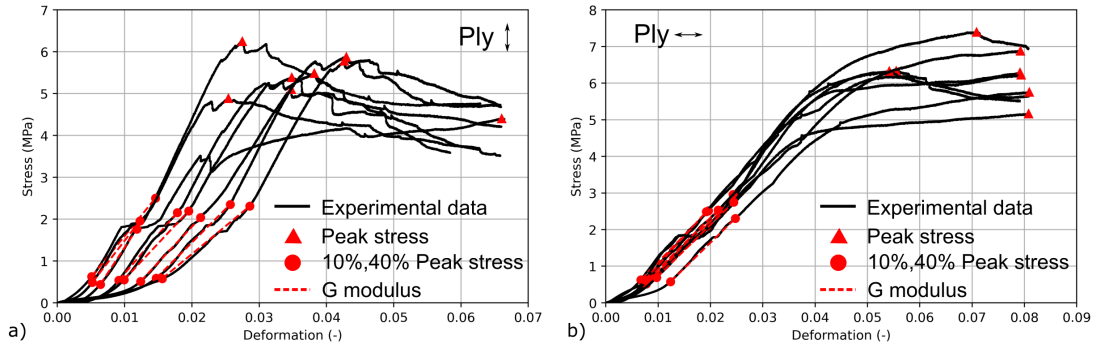 Ply
Stress (MPa)
7
6
5
4
3
2
1
0
Experimental data
Peak stress
10%,40% Peak stress
G modulus
0.00 0.01 0.02 0.03 0.04 0.05 0.06 0.07
Deformation (-)
a)
Ply
Stress (MPa)
8
7
6
5
4
3
2
1
0
Experimental data
Peak stress
10%,40% Peak stress
G modulus
0.00 0.01 0.02 0.03 0.04 0.05 0.06 0.07 0.08 0.09
Deformation (-)
b)